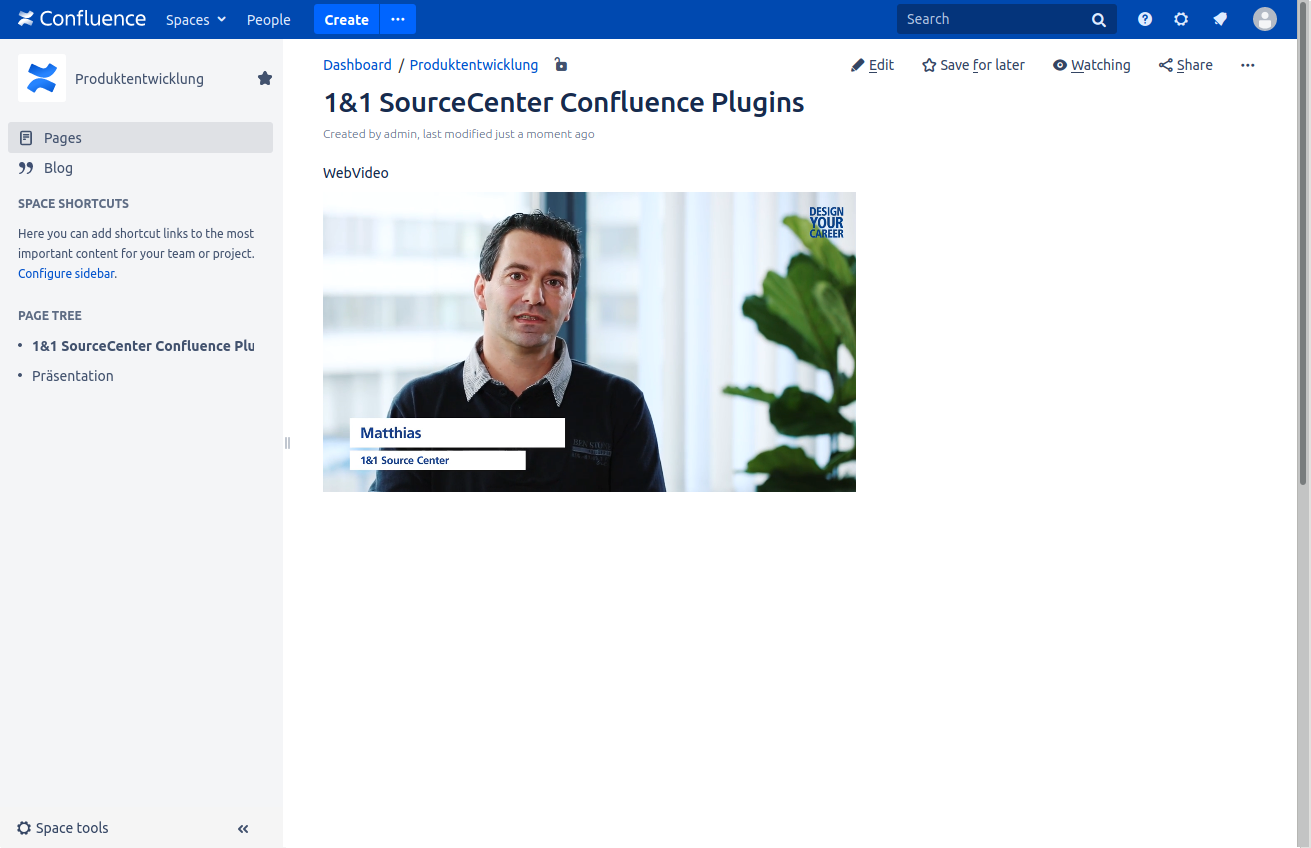 Confluence Spaces People Create ··· Search
Produktentwicklung
Pages
Blog
SPACE SHORTCUTS
Here you can add shortcut links to the most
important content for your team or project.
Configure sidebar.
PAGE TREE
• 1&1 SourceCenter Confluence Plu
• Präsentation
Space tools
Dashboard / Produktentwicklung
Edit Save for later Watching Share ···
1&1 SourceCenter Confluence Plugins
Created by admin, last modified just a moment ago
WebVideo
DESIGN
YOUR
CAREER
Matthias
1&1 Source Center